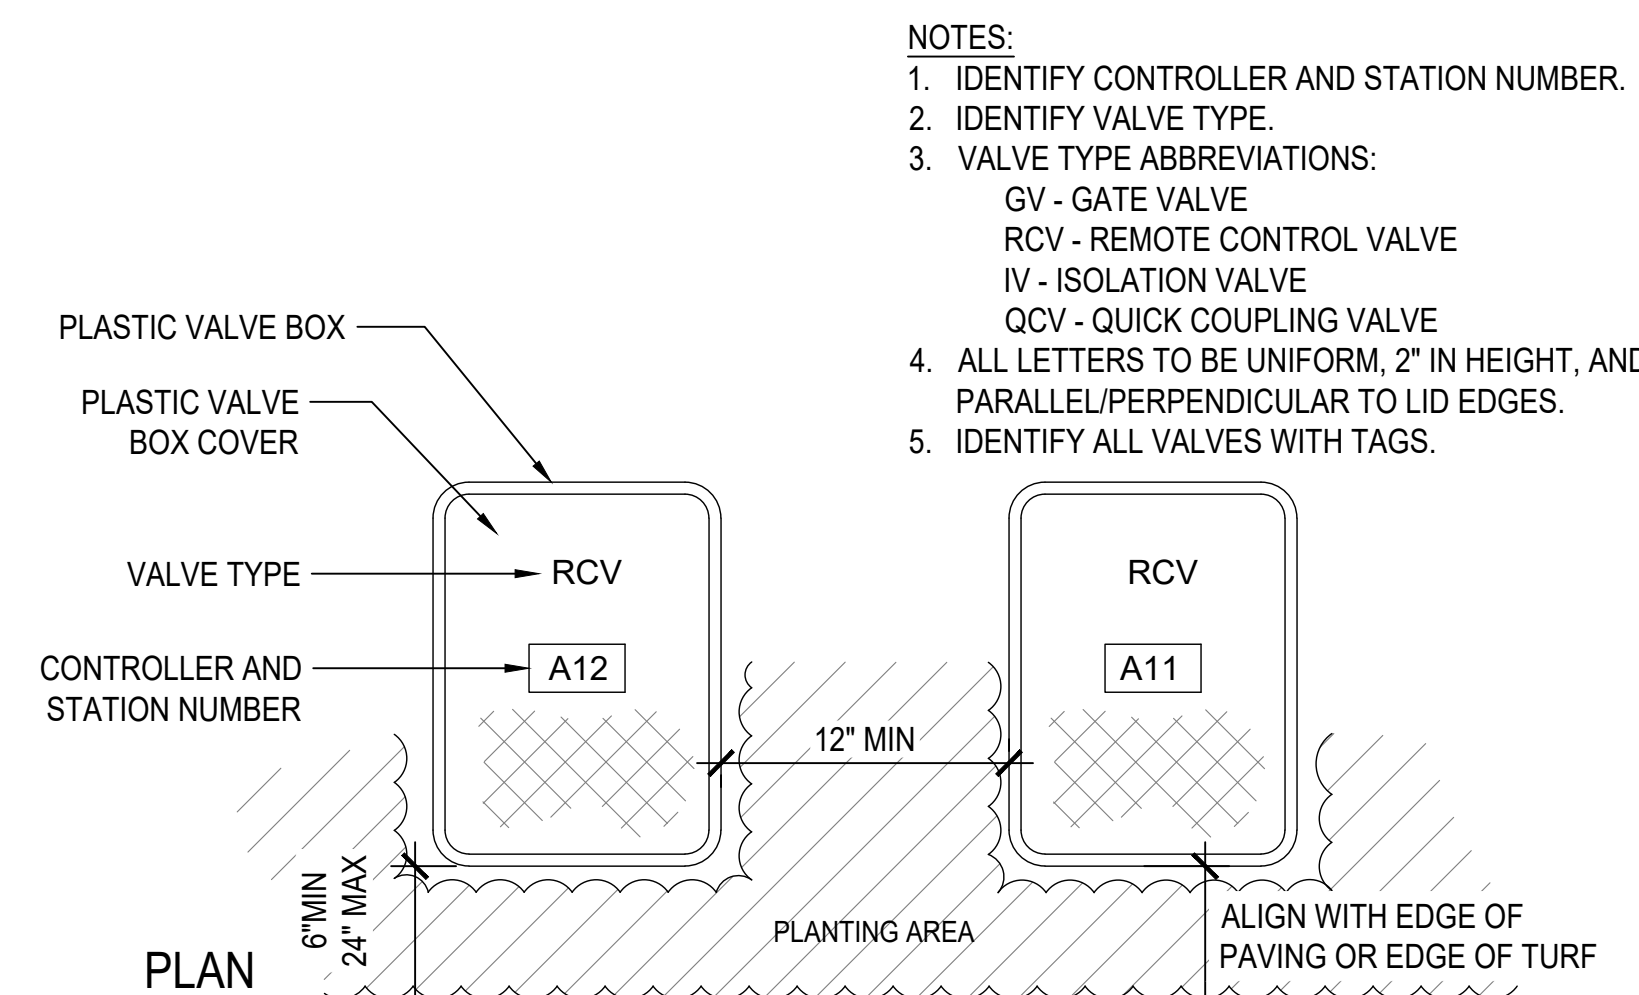 NOTES:
1. IDENTIFY CONTROLLER AND STATION NUMBER.
2. IDENTIFY VALVE TYPE.
3. VALVE TYPE ABBREVIATIONS:
GV - GATE VALVE
RCV - REMOTE CONTROL VALVE
IV - ISOLATION VALVE
QCV - QUICK COUPLING VALVE
4. ALL LETTERS TO BE UNIFORM, 2" IN HEIGHT, AND
PARALLEL/PERPENDICULAR TO LID EDGES.
5. IDENTIFY ALL VALVES WITH TAGS.
PLASTIC VALVE BOX
PLASTIC VALVE
BOX COVER
VALVE TYPE
CONTROLLER AND
STATION NUMBER
RCV
A12
RCV
A11
12" MIN
6"MIN
24" MAX
PLANTING AREA
ALIGN WITH EDGE OF
PAVING OR EDGE OF TURF
PLAN